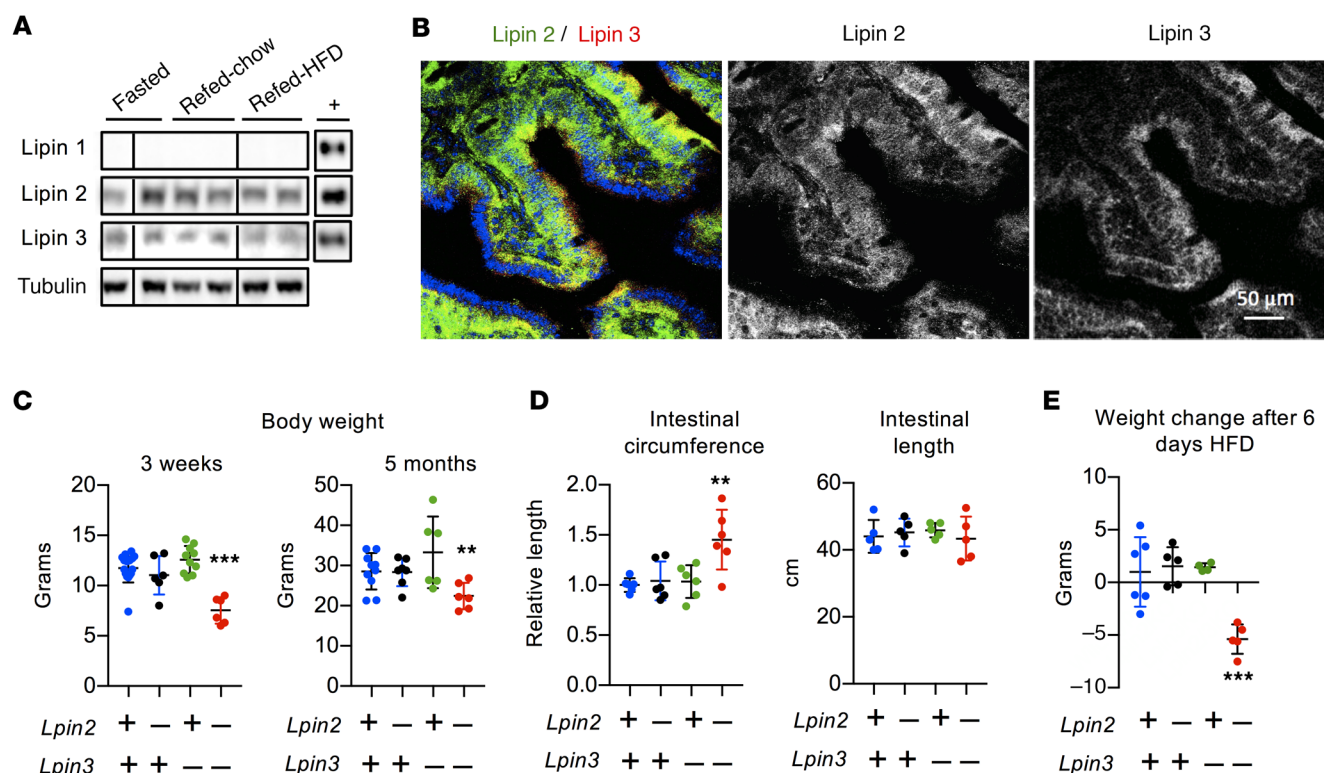 A
Fasted
Refed-chow
Refed-HFD
+
Lipin 1
Lipin 2
Lipin 3
Tubulin
B
Lipin 2 / Lipin 3
Lipin 2
Lipin 3
50 µm
C
Body weight
3 weeks
Grams
20
15
10
5
0
***
5 months
Grams
50
40
30
20
10
0
**
Lpin2 + — + —
Lpin3 + + — —
Lpin2 + — + —
Lpin3 + + — —
D
Intestinal
circumference
Relative length
2.0
1.5
1.0
0.5
0.0
**
Intestinal
length
cm
60
40
20
0
Lpin2 + — + —
Lpin3 + + — —
+ — + —
+ + — —
E
Weight change after 6
days HFD
Grams
10
5
0
–5
–10
***
Lpin2 + — + —
Lpin3 + + — —